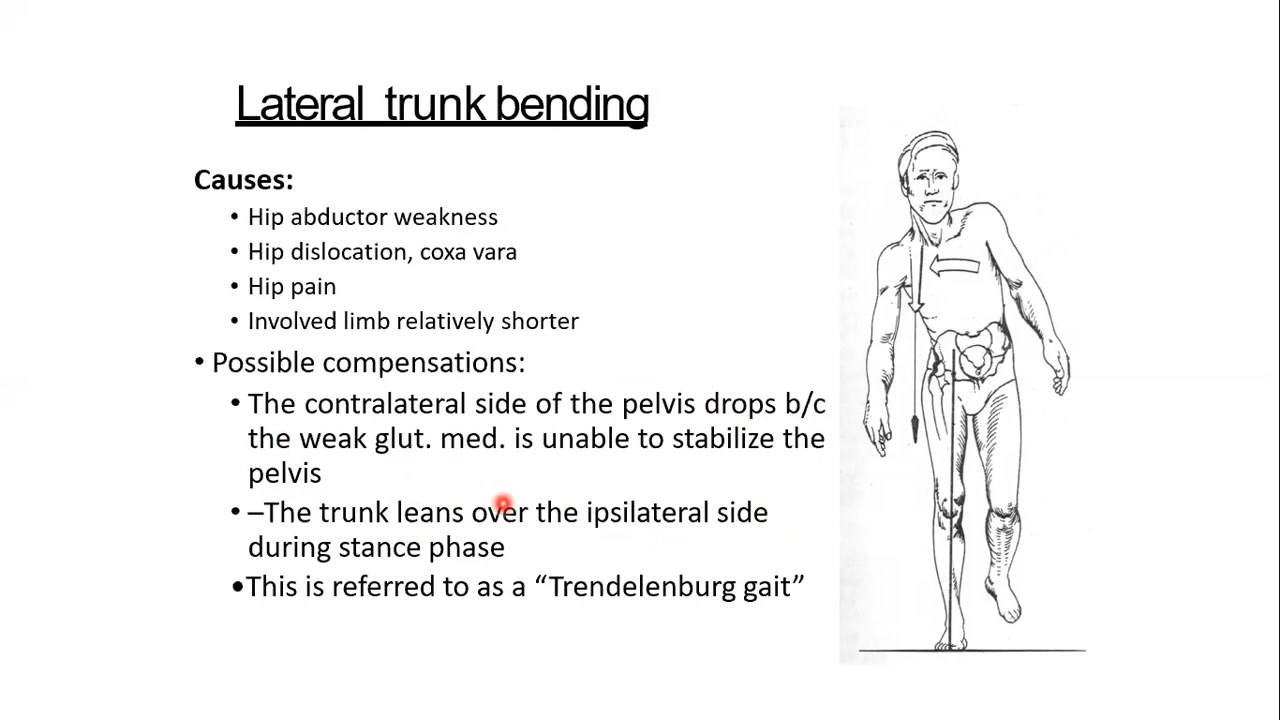 Lateral trunk bending
Causes:
• Hip abductor weakness
• Hip dislocation, coxa vara
• Hip pain
• Involved limb relatively shorter
• Possible compensations:
• The contralateral side of the pelvis drops b/c
the weak glut. med. is unable to stabilize the
pelvis
• –The trunk leans over the ipsilateral side
during stance phase
•This is referred to as a “Trendelenburg gait”